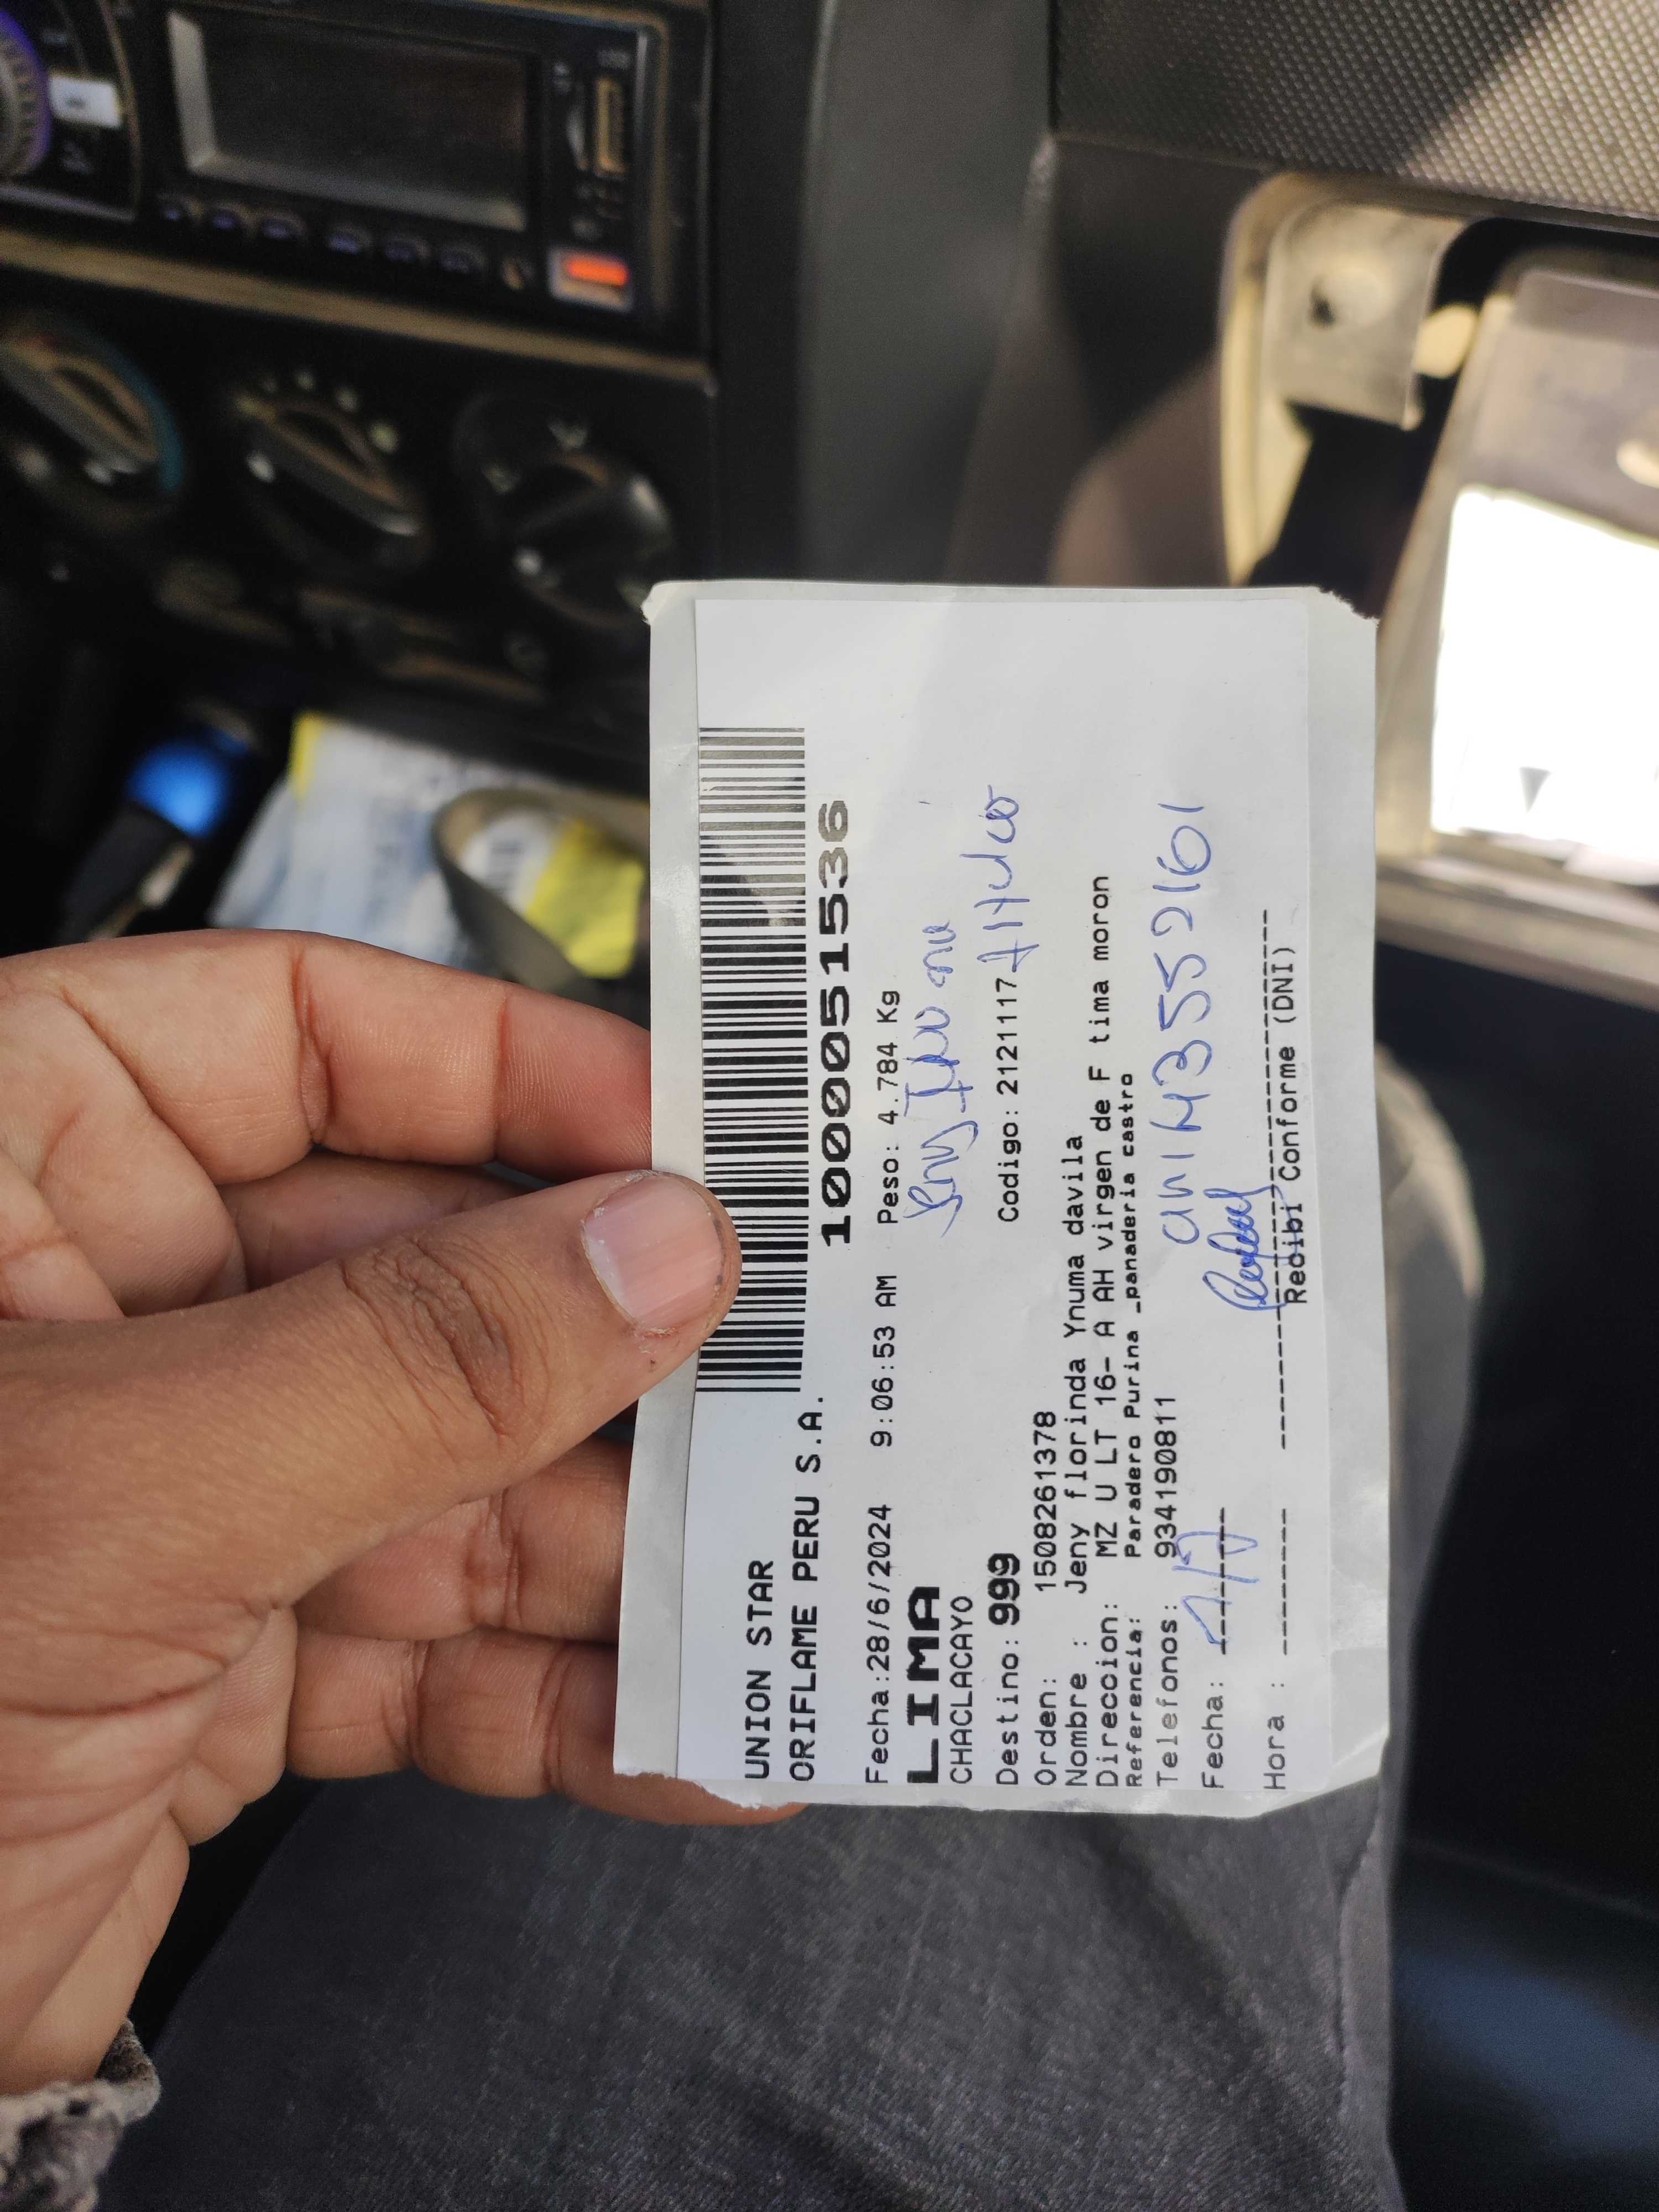 UNION STAR
ORIFLAME PERU S.A.
1000051536
Fecha:28/6/2024 9:06:53 AM Peso: 4.784 Kg
LIMA
CHACLACAYO
Destino: 999 Codigo: 2121117 Titular
Orden: 1508261378
Nombre : Jeny florinda Ynuma davila
Direccion: MZ U LT 16- A AH virgen de F tima moron
Referencia: Paradero Purina _panaderia castro
Telefonos: 934190811
Fecha:
Hora :
Recibi Conforme (DNI)